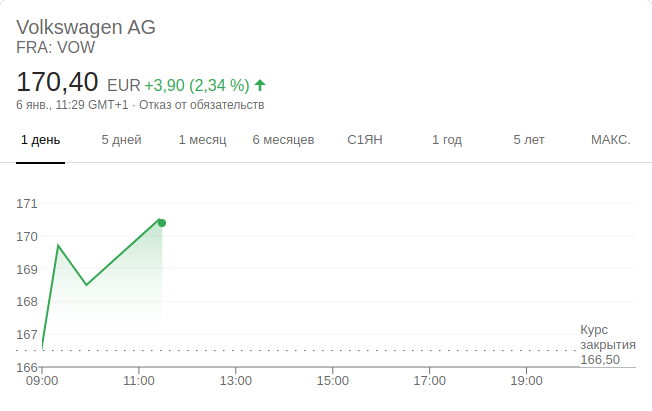 Volkswagen AG
FRA: VOW
170,40 EUR +3,90 (2,34 %)
6 янв., 11:29 GMT+1 · Отказ от обязательств
1 день 5 дней 1 месяц 6 месяцев С1ЯН 1 год 5 лет МАКС.
171
170
169
168
167
Курс
закрытия
166,50
166
09:00 11:00 13:00 15:00 17:00 19:00